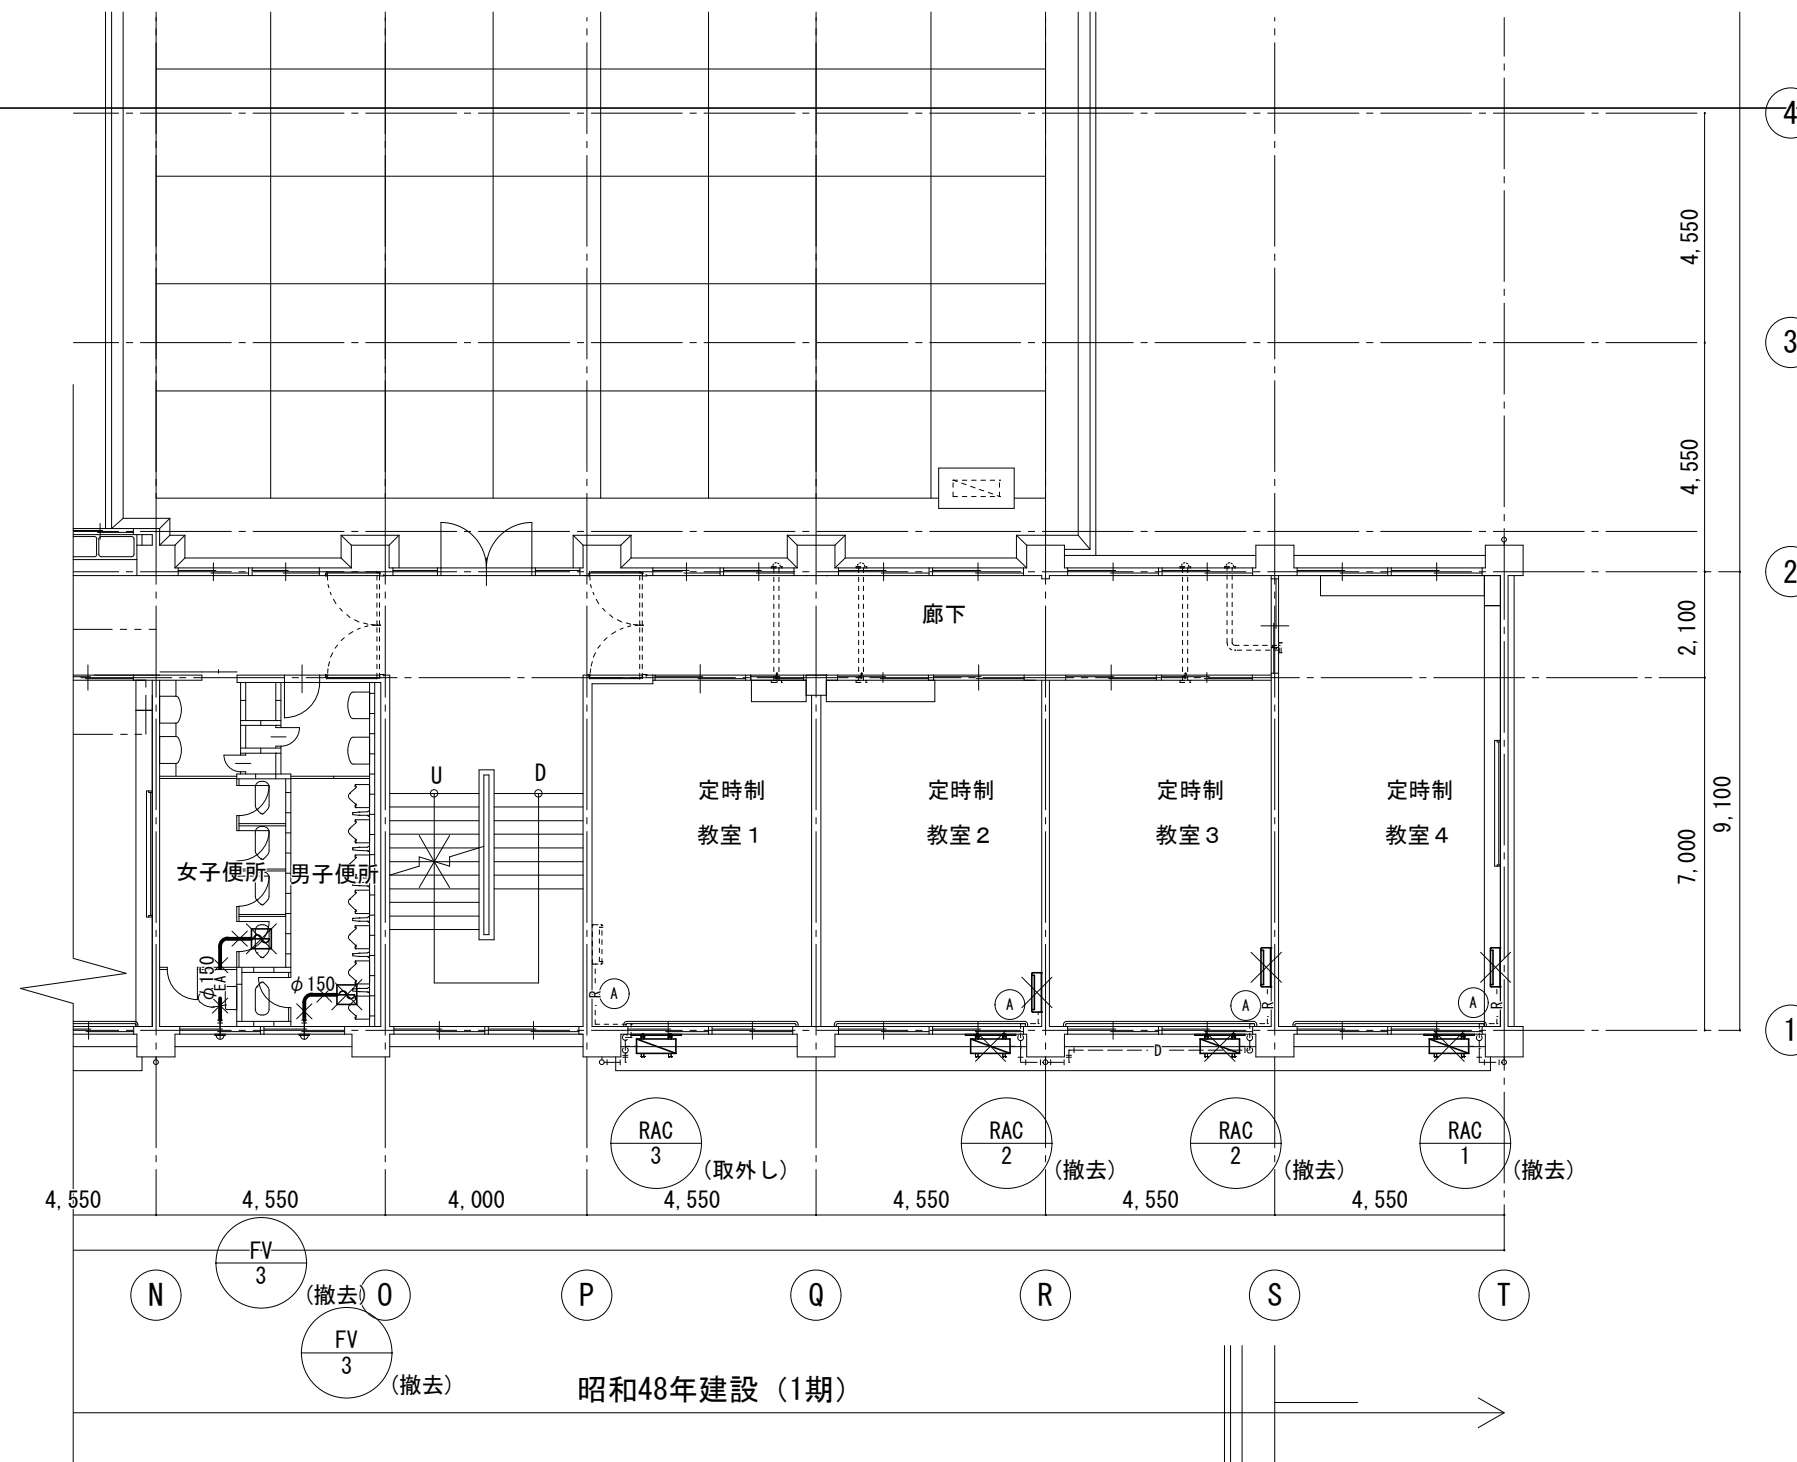 4
4,550
3
4,550
2
廊下
2,100
U
D
定時制
教室１
定時制
教室２
定時制
教室３
定時制
教室４
9,100
7,000
女子便所
男子便所
φ150
EA
φ150
R
A
A
A
R
A
R
D
1
RAC
3
(取外し)
RAC
2
(撤去)
RAC
2
(撤去)
RAC
1
(撤去)
4,550
4,550
4,000
4,550
4,550
4,550
4,550
FV
3
(撤去)
N
O
P
Q
R
S
T
FV
3
(撤去)
昭和48年建設（1期）